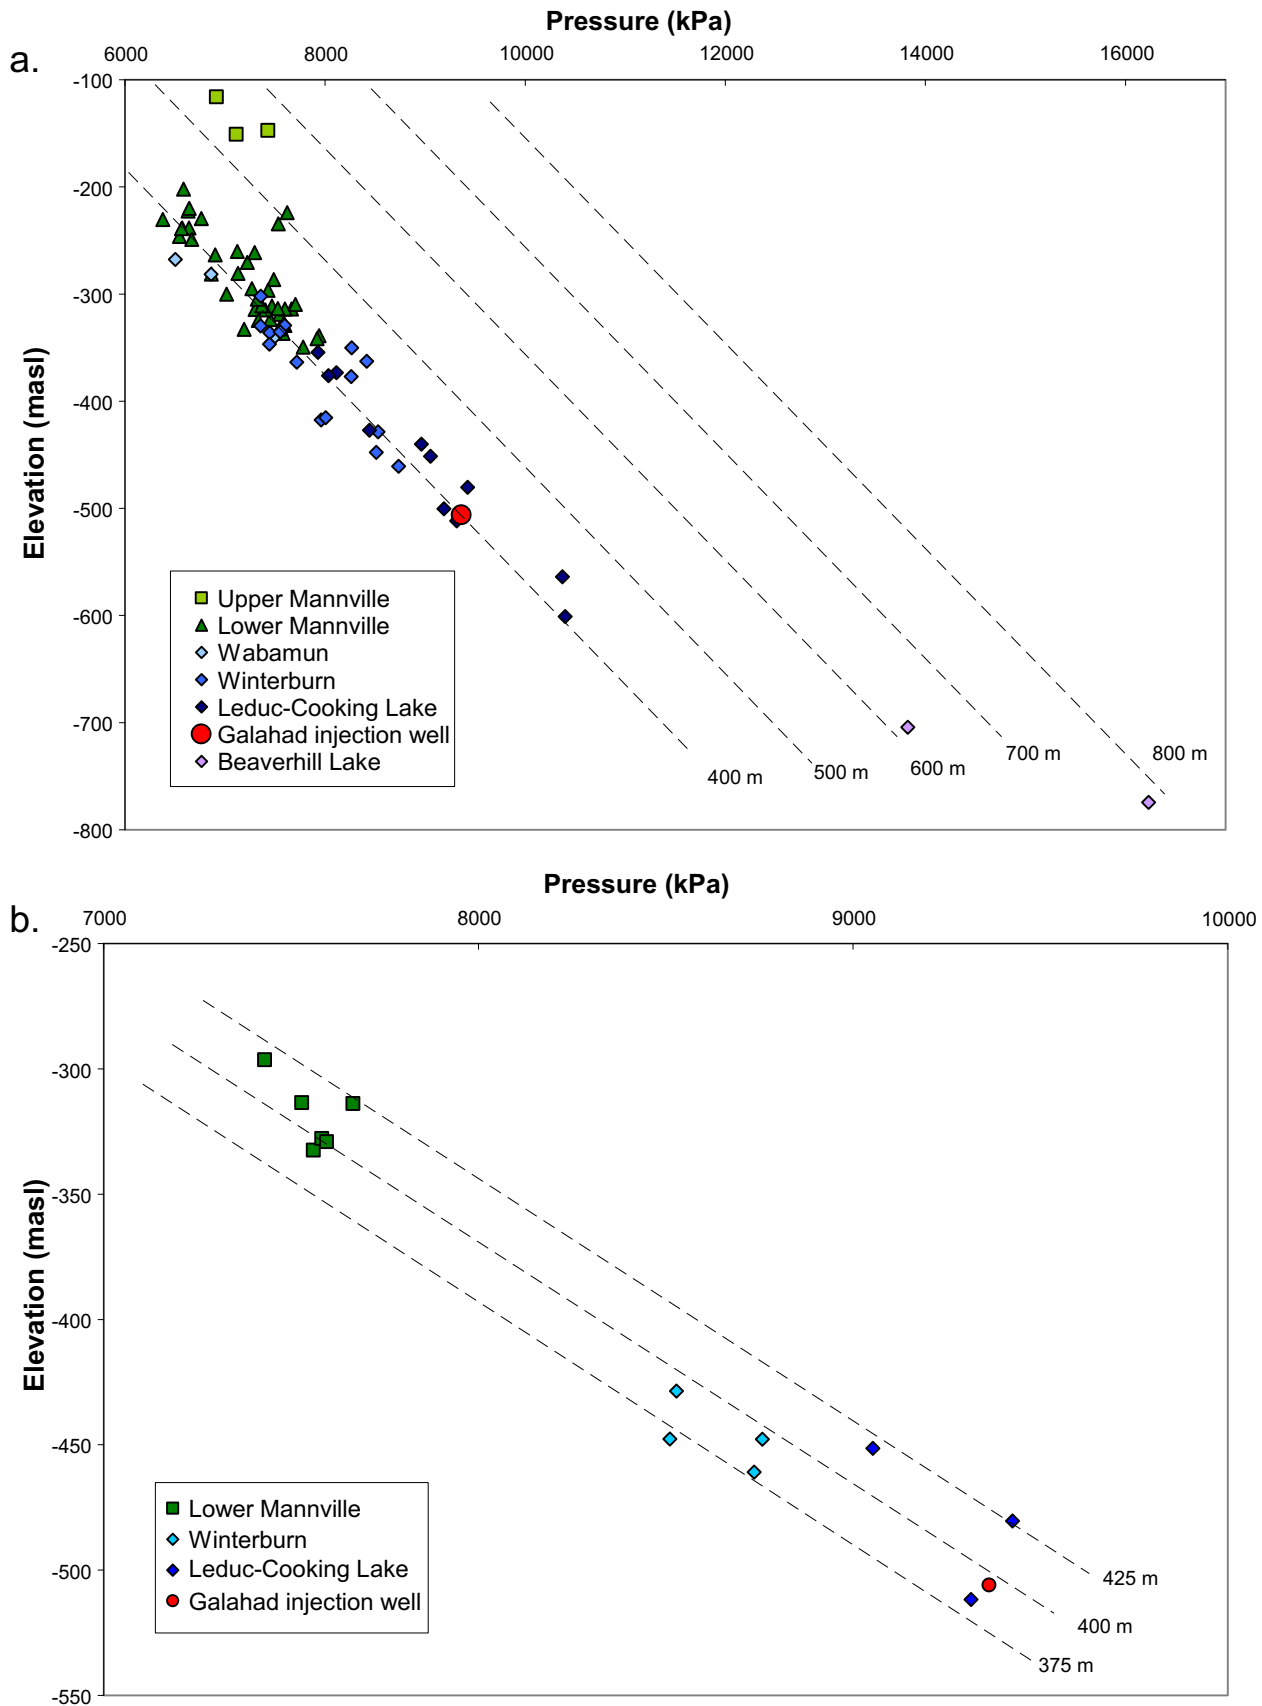 Pressure (kPa)
a.
6000 8000 10000 12000 14000 16000
-100
-200
-300
-400
-500
-600
-700
-800
Elevation (masl)
Upper Mannville
Lower Mannville
Wabamun
Winterburn
Leduc-Cooking Lake
Galahad injection well
Beaverhill Lake
400 m
500 m
600 m
700 m
800 m
Pressure (kPa)
b.
7000 8000 9000 10000
-250
-300
-350
-400
-450
-500
-550
Elevation (masl)
Lower Mannville
Winterburn
Leduc-Cooking Lake
Galahad injection well
425 m
400 m
375 m